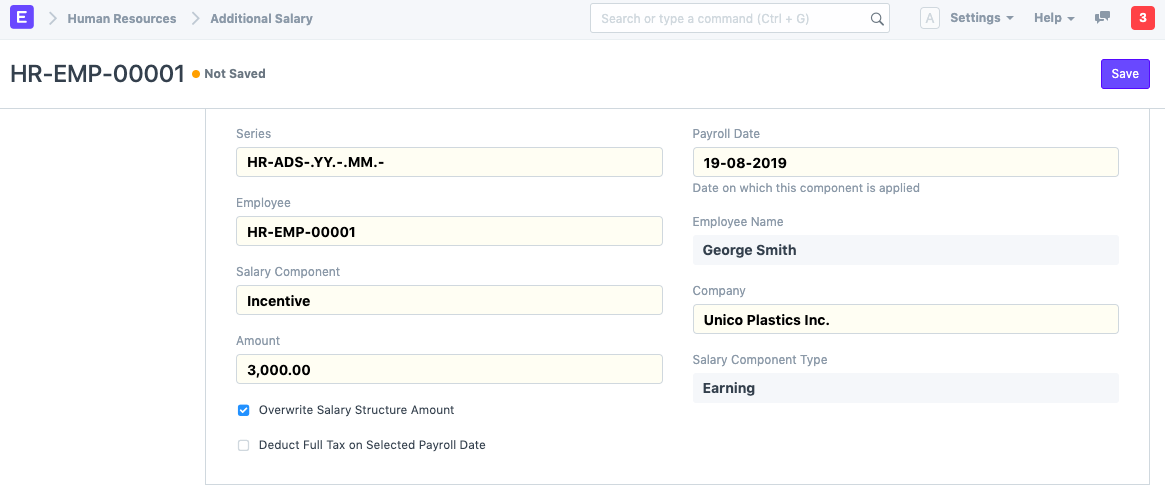 E Human Resources Additional Salary Search or type a command (Ctrl + G) A Settings Help 3
HR-EMP-00001 Not Saved Save
Series
HR-ADS-.YY.-.MM.-
Employee
HR-EMP-00001
Salary Component
Incentive
Amount
3,000.00
Overwrite Salary Structure Amount
Deduct Full Tax on Selected Payroll Date
Payroll Date
19-08-2019
Date on which this component is applied
Employee Name
George Smith
Company
Unico Plastics Inc.
Salary Component Type
Earning